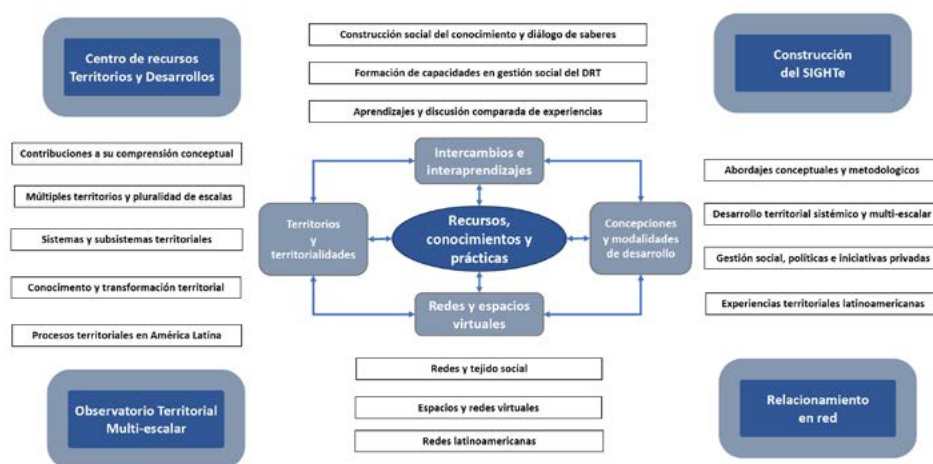 Centro de recursos
Territorios y Desarrollos
Construcción social del conocimiento y diálogo de saberes
Formación de capacidades en gestión social del DRT
Aprendizajes y discusión comparada de experiencias
Construcción
del SIGHTe
Contribuciones a su comprensión conceptual
Múltiples territorios y pluralidad de escalas
Sistemas y subsistemas territoriales
Conocimento y transformación territorial
Procesos territoriales en América Latina
Intercambios e
interaprendizajes
Territorios
y
territorialidades
Recursos,
conocimientos y
prácticas
Concepciones
y modalidades
de desarrollo
Redes y espacios
virtuales
Abordajes conceptuales y metodologicos
Desarrollo territorial sistémico y multi-escalar
Gestión social, políticas e iniciativas privadas
Experiencias territoriales latinoamericanas
Observatorio Territorial
Multi-escalar
Redes y tejido social
Espacios y redes virtuales
Redes latinoamericanas
Relacionamiento
en red